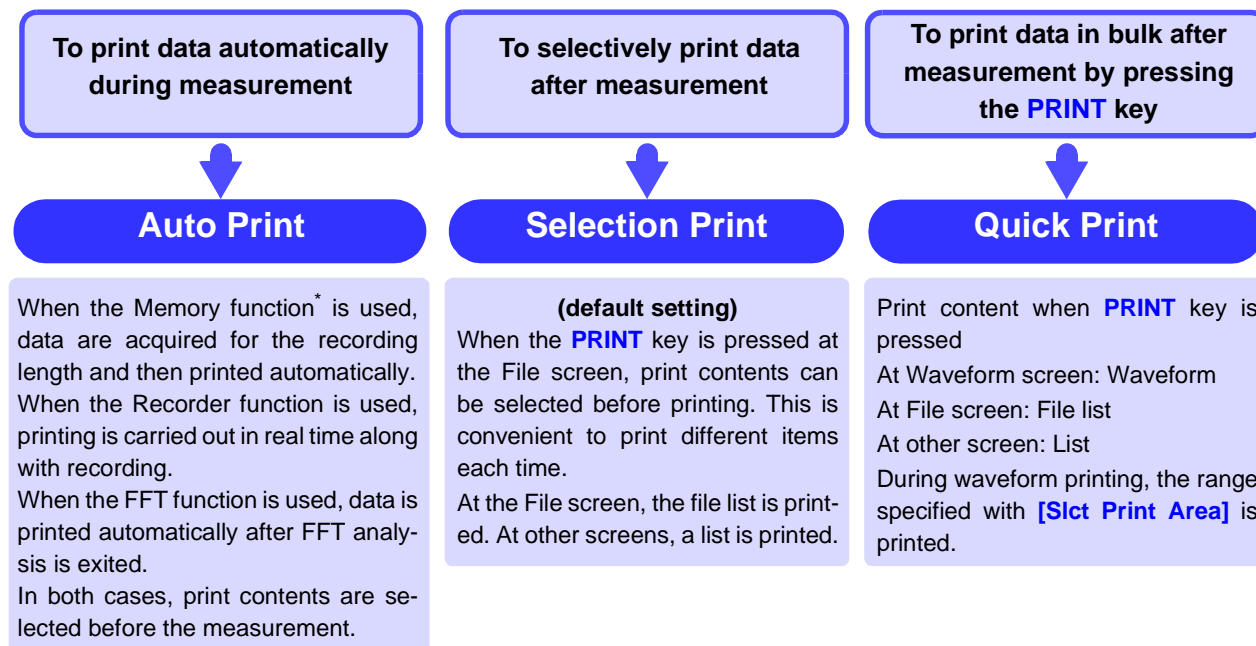 To print data automatically
during measurement
Auto Print
When the Memory function* is used,
data are acquired for the recording
length and then printed automatically.
When the Recorder function is used,
printing is carried out in real time along
with recording.
When the FFT function is used, data is
printed automatically after FFT analy-
sis is exited.
In both cases, print contents are se-
lected before the measurement.
To selectively print data
after measurement
Selection Print
(default setting)
When the PRINT key is pressed at
the File screen, print contents can
be selected before printing. This is
convenient to print different items
each time.
At the File screen, the file list is print-
ed. At other screens, a list is printed.
To print data in bulk after
measurement by pressing
the PRINT key
Quick Print
Print content when PRINT key is
pressed
At Waveform screen: Waveform
At File screen: File list
At other screen: List
During waveform printing, the range
specified with [Slct Print Area] is
printed.